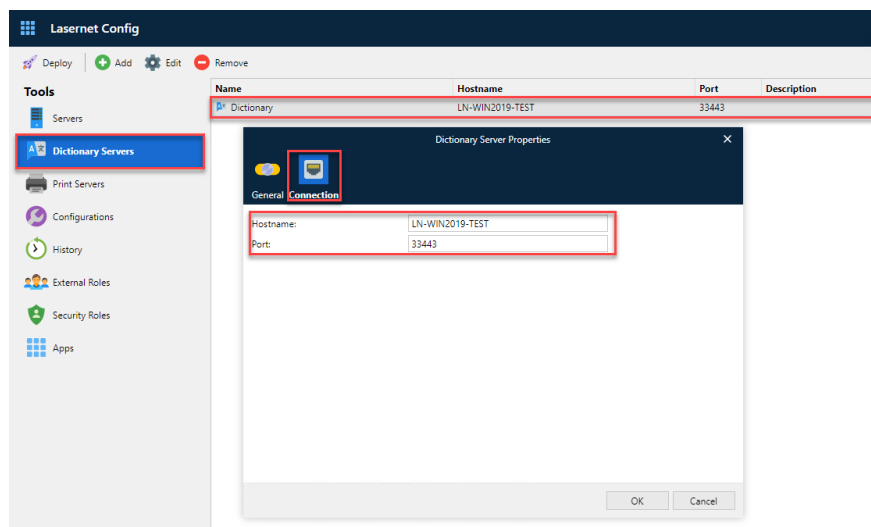 Lasernet Config
Deploy Add Edit Remove
Tools
Servers
Dictionary Servers
Print Servers
Configurations
History
External Roles
Security Roles
Apps
Name Hostname Port Description
Dictionary LN-WIN2019-TEST 33443
Dictionary Server Properties
General Connection
Hostname: LN-WIN2019-TEST
Port: 33443
OK Cancel